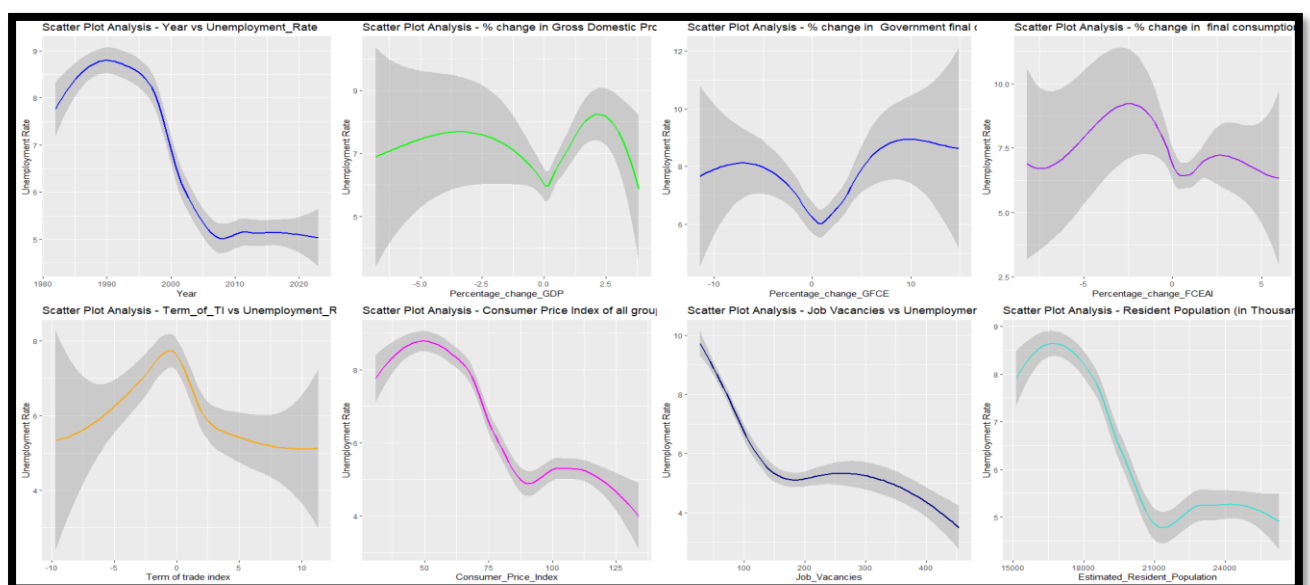 Scatter Plot Analysis - Year vs Unemployment_Rate
Unemployment Rate
9
8
7
6
5
1980 1990 2000 2010 2020
Year
Scatter Plot Analysis - % change in Gross Domestic Pro
Unemployment Rate
9
7
5
-5.0 -2.5 0.0 2.5
Percentage_change_GDP
Scatter Plot Analysis - % change in Government final c
Unemployment Rate
12
10
8
6
-10 0 10
Percentage_change_GFCE
Scatter Plot Analysis - % change in final consumption
Unemployment Rate
10.0
7.5
5.0
2.5
-5 0 5
Percentage_change_FCEAI
Scatter Plot Analysis - Term_of_TI vs Unemployment_R
Unemployment Rate
8
6
4
-10 -5 0 5 10
Term of trade index
Scatter Plot Analysis - Consumer Price Index of all grou
Unemployment Rate
8
6
4
50 75 100 125
Consumer_Price_Index
Scatter Plot Analysis - Job Vacancies vs Unemploymer
Unemployment Rate
10
8
6
4
100 200 300 400
Job_Vacancies
Scatter Plot Analysis - Resident Population (in Thousar
Unemployment Rate
9
8
7
6
5
15000 18000 21000 24000
Estimated_Resident_Population